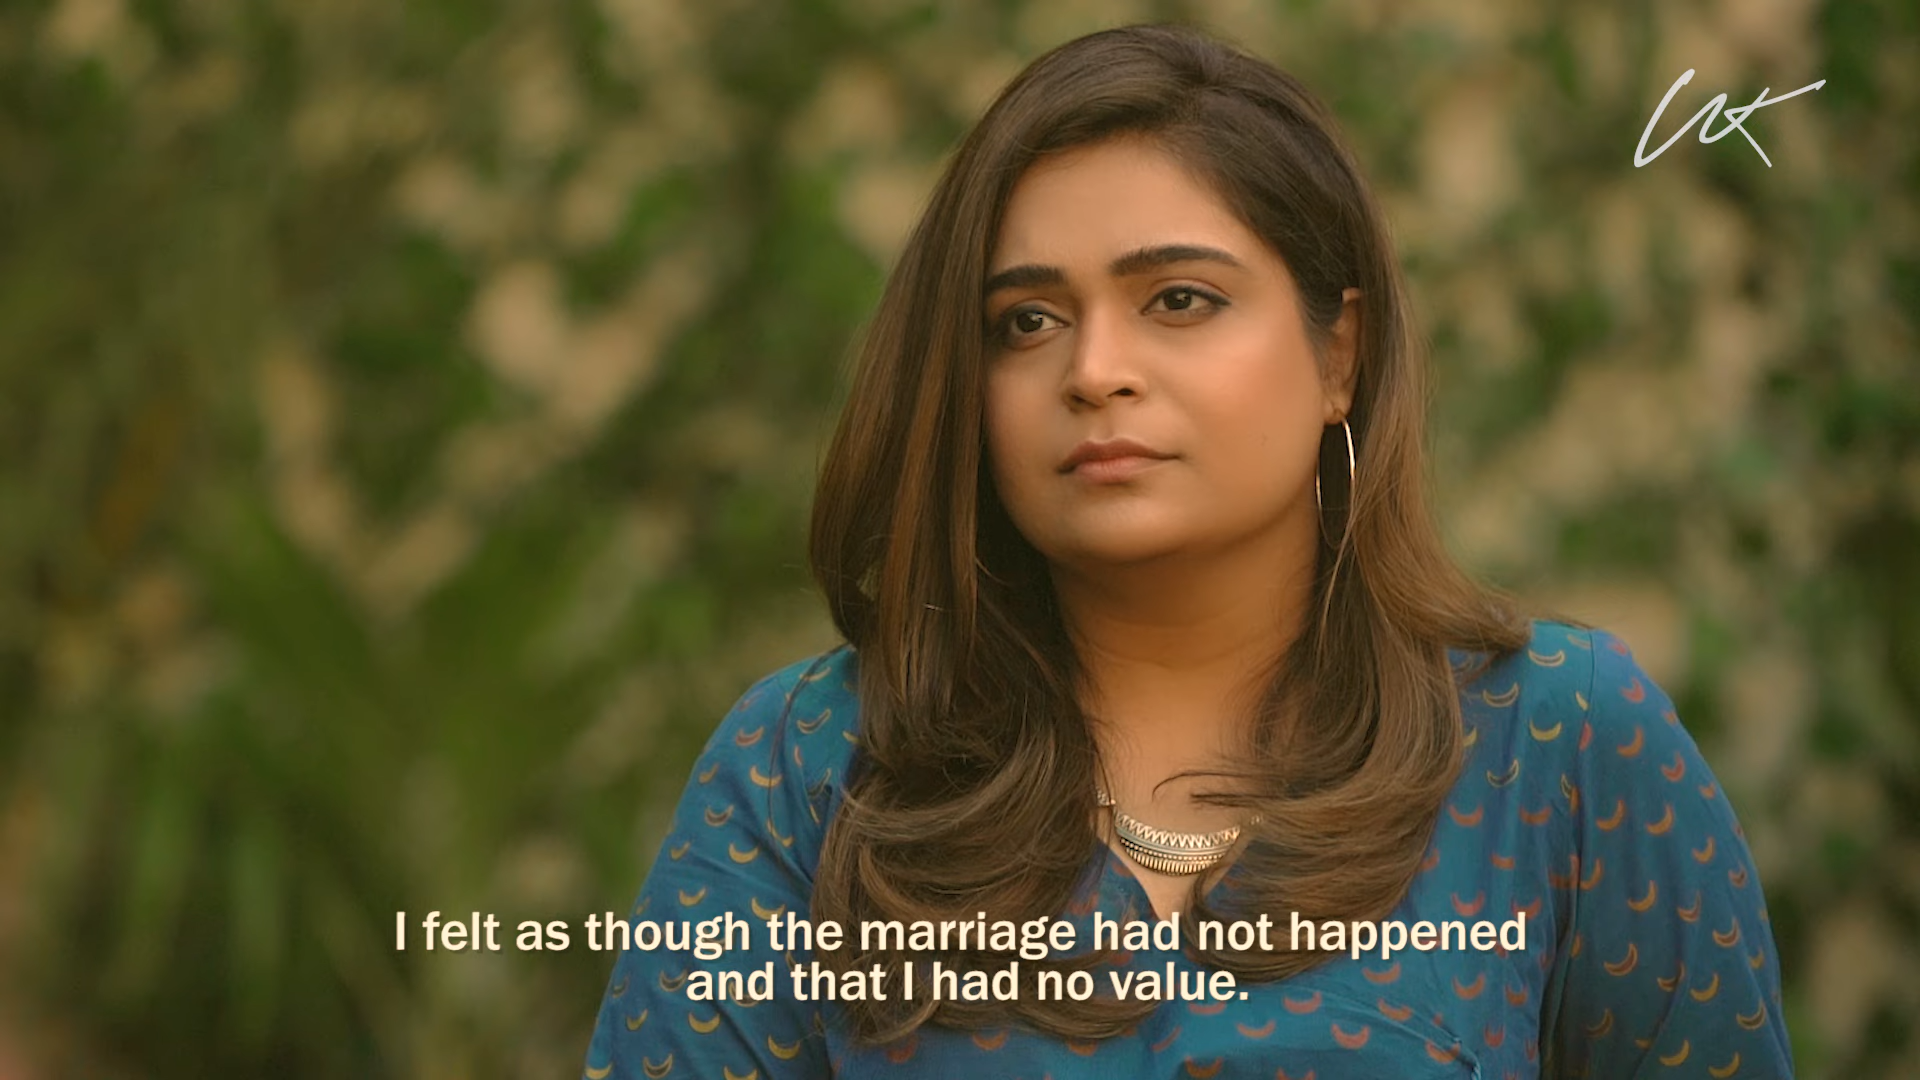 I felt as though the marriage had not happened
and that I had no value.